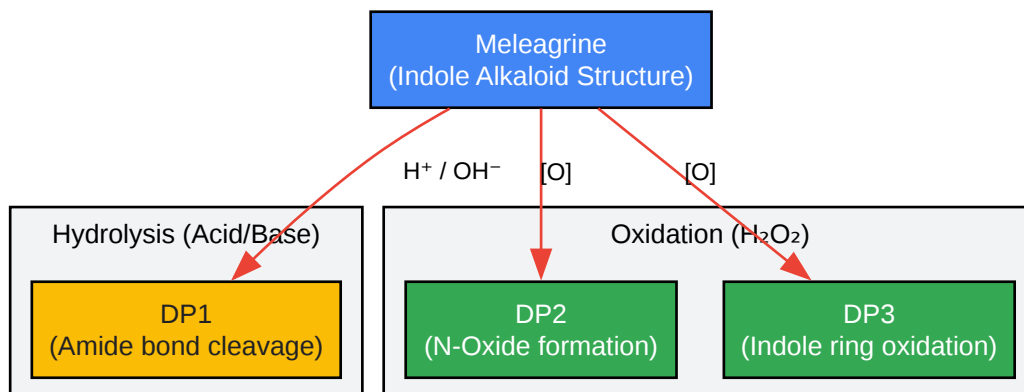 Meleagrine
(Indole Alkaloid Structure)
H⁺ / OH⁻
[O]
[O]
Hydrolysis (Acid/Base)
Oxidation (H₂O₂)
DP1
(Amide bond cleavage)
DP2
(N-Oxide formation)
DP3
(Indole ring oxidation)